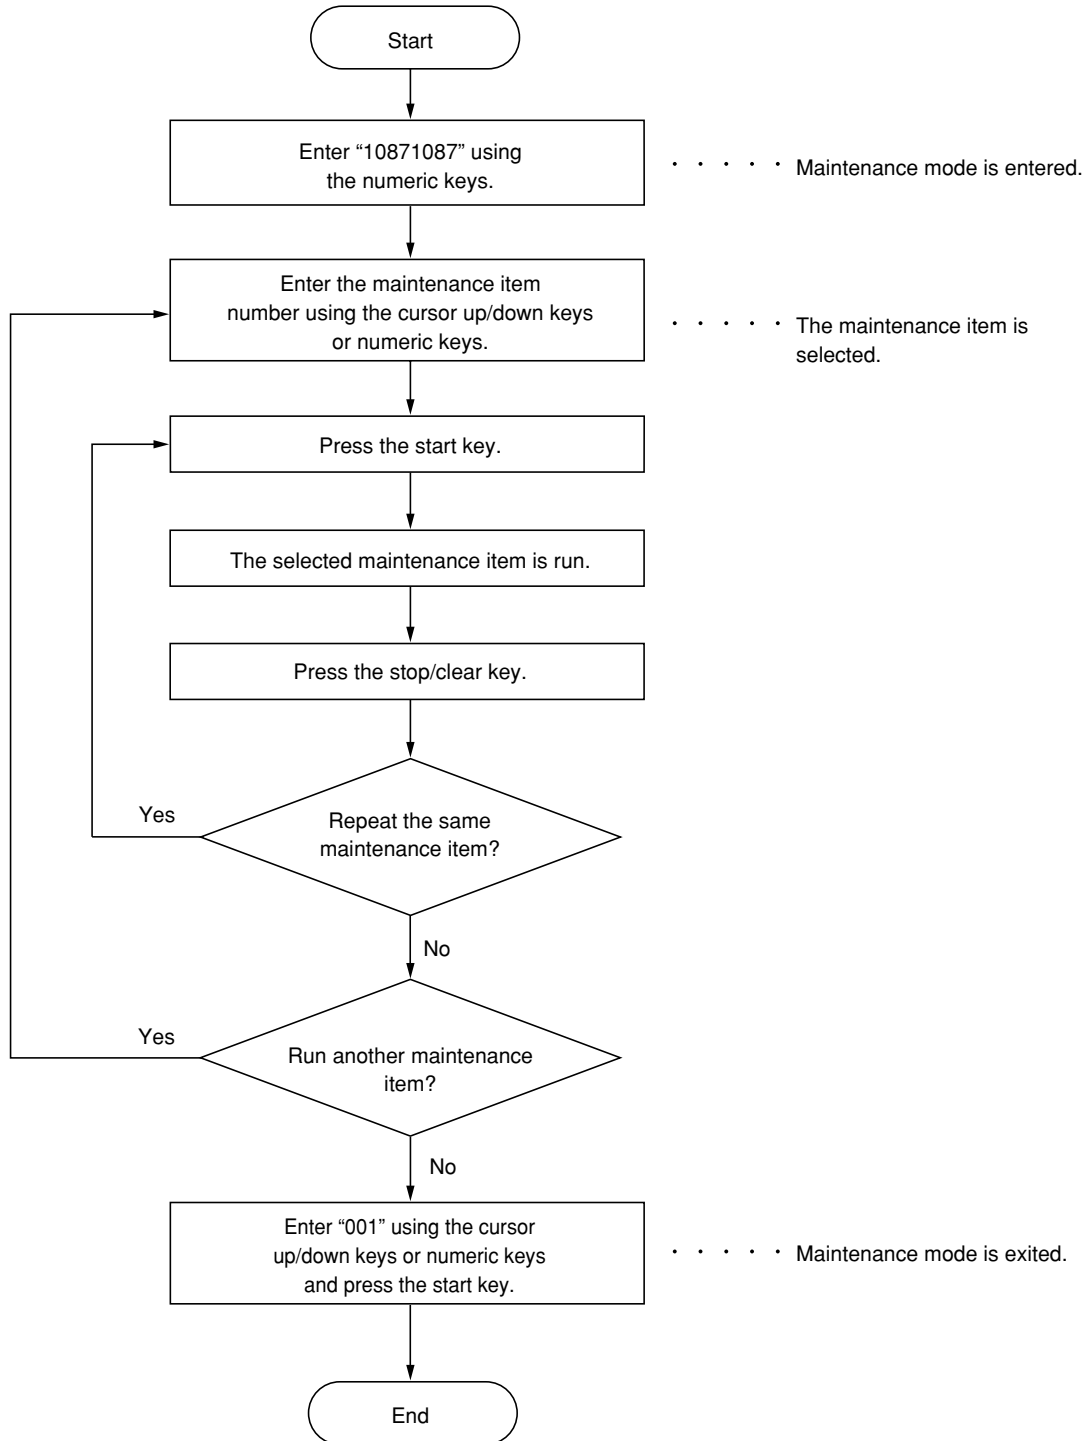 Start
Enter “10871087” using
the numeric keys.
Maintenance mode is entered.
Enter the maintenance item
number using the cursor up/down keys
or numeric keys.
The maintenance item is
selected.
Press the start key.
The selected maintenance item is run.
Press the stop/clear key.
Yes
Repeat the same
maintenance item?
No
Yes
Run another maintenance
item?
No
Enter “001” using the cursor
up/down keys or numeric keys
and press the start key.
Maintenance mode is exited.
End